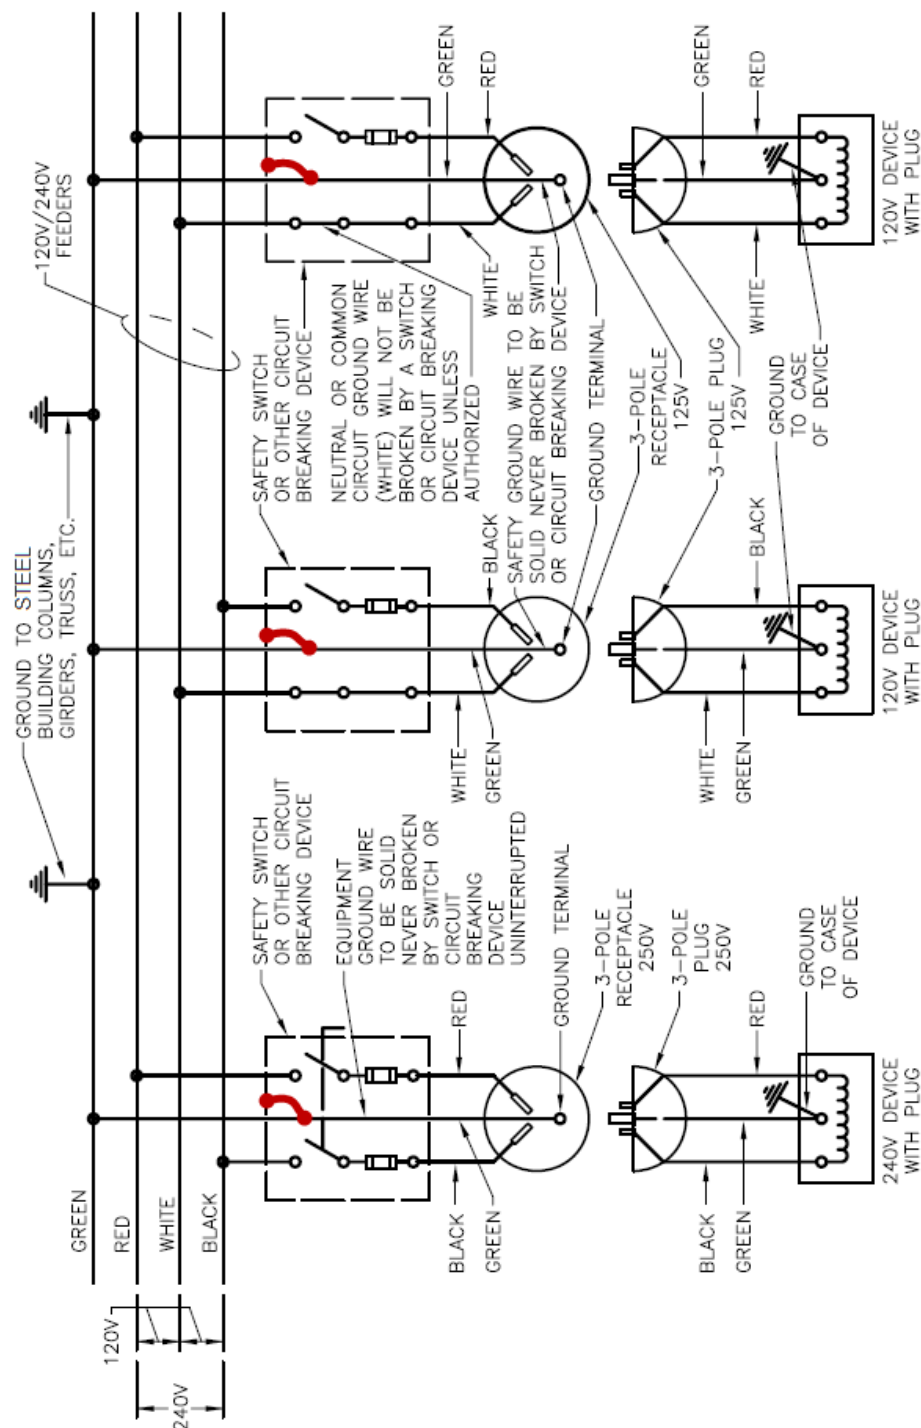 GROUND TO STEEL
BUILDING COLUMNS,
GIRDERS, TRUSS, ETC.
120V/240V
FEEDERS
120V
240V
GREEN
RED
WHITE
BLACK
SAFETY SWITCH
OR OTHER CIRCUIT
BREAKING DEVICE
EQUIPMENT
GROUND WIRE
TO BE SOLID
NEVER BROKEN
BY SWITCH OR
CIRCUIT
BREAKING
DEVICE
UNINTERRUPTED
BLACK
GREEN
RED
GROUND TERMINAL
3-POLE
RECEPTACLE
250V
3-POLE
PLUG
250V
BLACK
GREEN
RED
GROUND
TO CASE
OF DEVICE
240V DEVICE
WITH PLUG
SAFETY SWITCH
OR OTHER CIRCUIT
BREAKING DEVICE
NEUTRAL OR COMMON
CIRCUIT GROUND WIRE
(WHITE) WILL NOT BE
BROKEN BY A SWITCH
OR CIRCUIT BREAKING
DEVICE UNLESS
AUTHORIZED
WHITE
GREEN
BLACK
SAFETY GROUND WIRE TO BE
SOLID NEVER BROKEN BY SWITCH
OR CIRCUIT BREAKING DEVICE
GROUND TERMINAL
3-POLE
RECEPTACLE
125V
3-POLE PLUG
125V
WHITE
GREEN
BLACK
GROUND
TO CASE
OF DEVICE
120V DEVICE
WITH PLUG
WHITE
GREEN
RED
WHITE
GREEN
RED
120V DEVICE
WITH PLUG